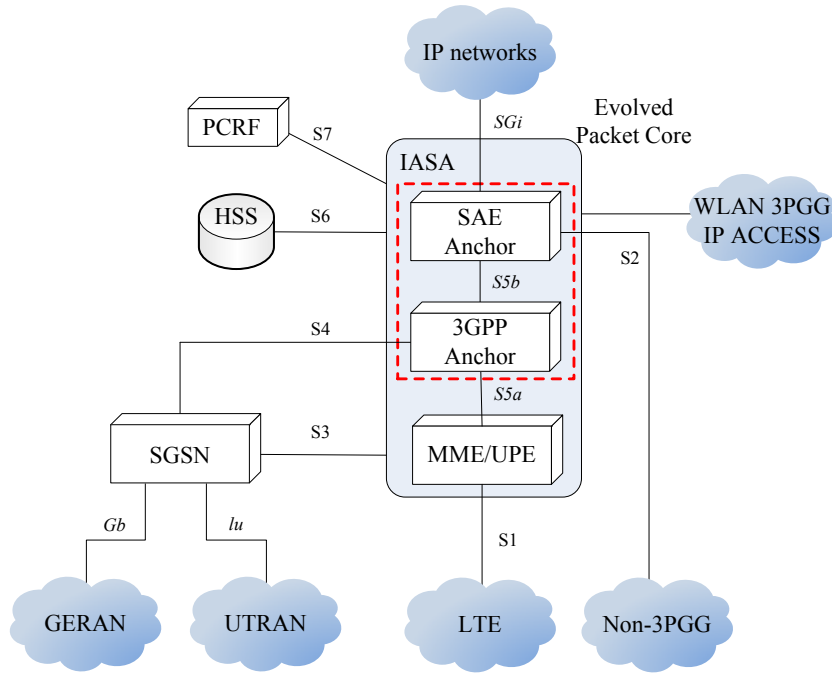 IP networks
SGi
Evolved
Packet Core
PCRF
S7
IASA
HSS
S6
SAE
Anchor
WLAN 3PGG
IP ACCESS
S2
S5b
S4
3GPP
Anchor
S5a
SGSN
S3
MME/UPE
Gb
lu
S1
GERAN
UTRAN
LTE
Non-3PGG